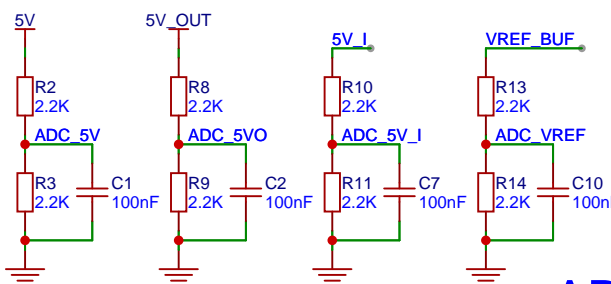 5V
5V_OUT
5V_I
VREF_BUF
R2
2.2K
R8
2.2K
R10
2.2K
R13
2.2K
ADC_5V
ADC_5VO
ADC_5V_I
ADC_VREF
R3
2.2K
C1
100nF
R9
2.2K
C2
100nF
R11
2.2K
C7
100nF
R14
2.2K
C10
100n